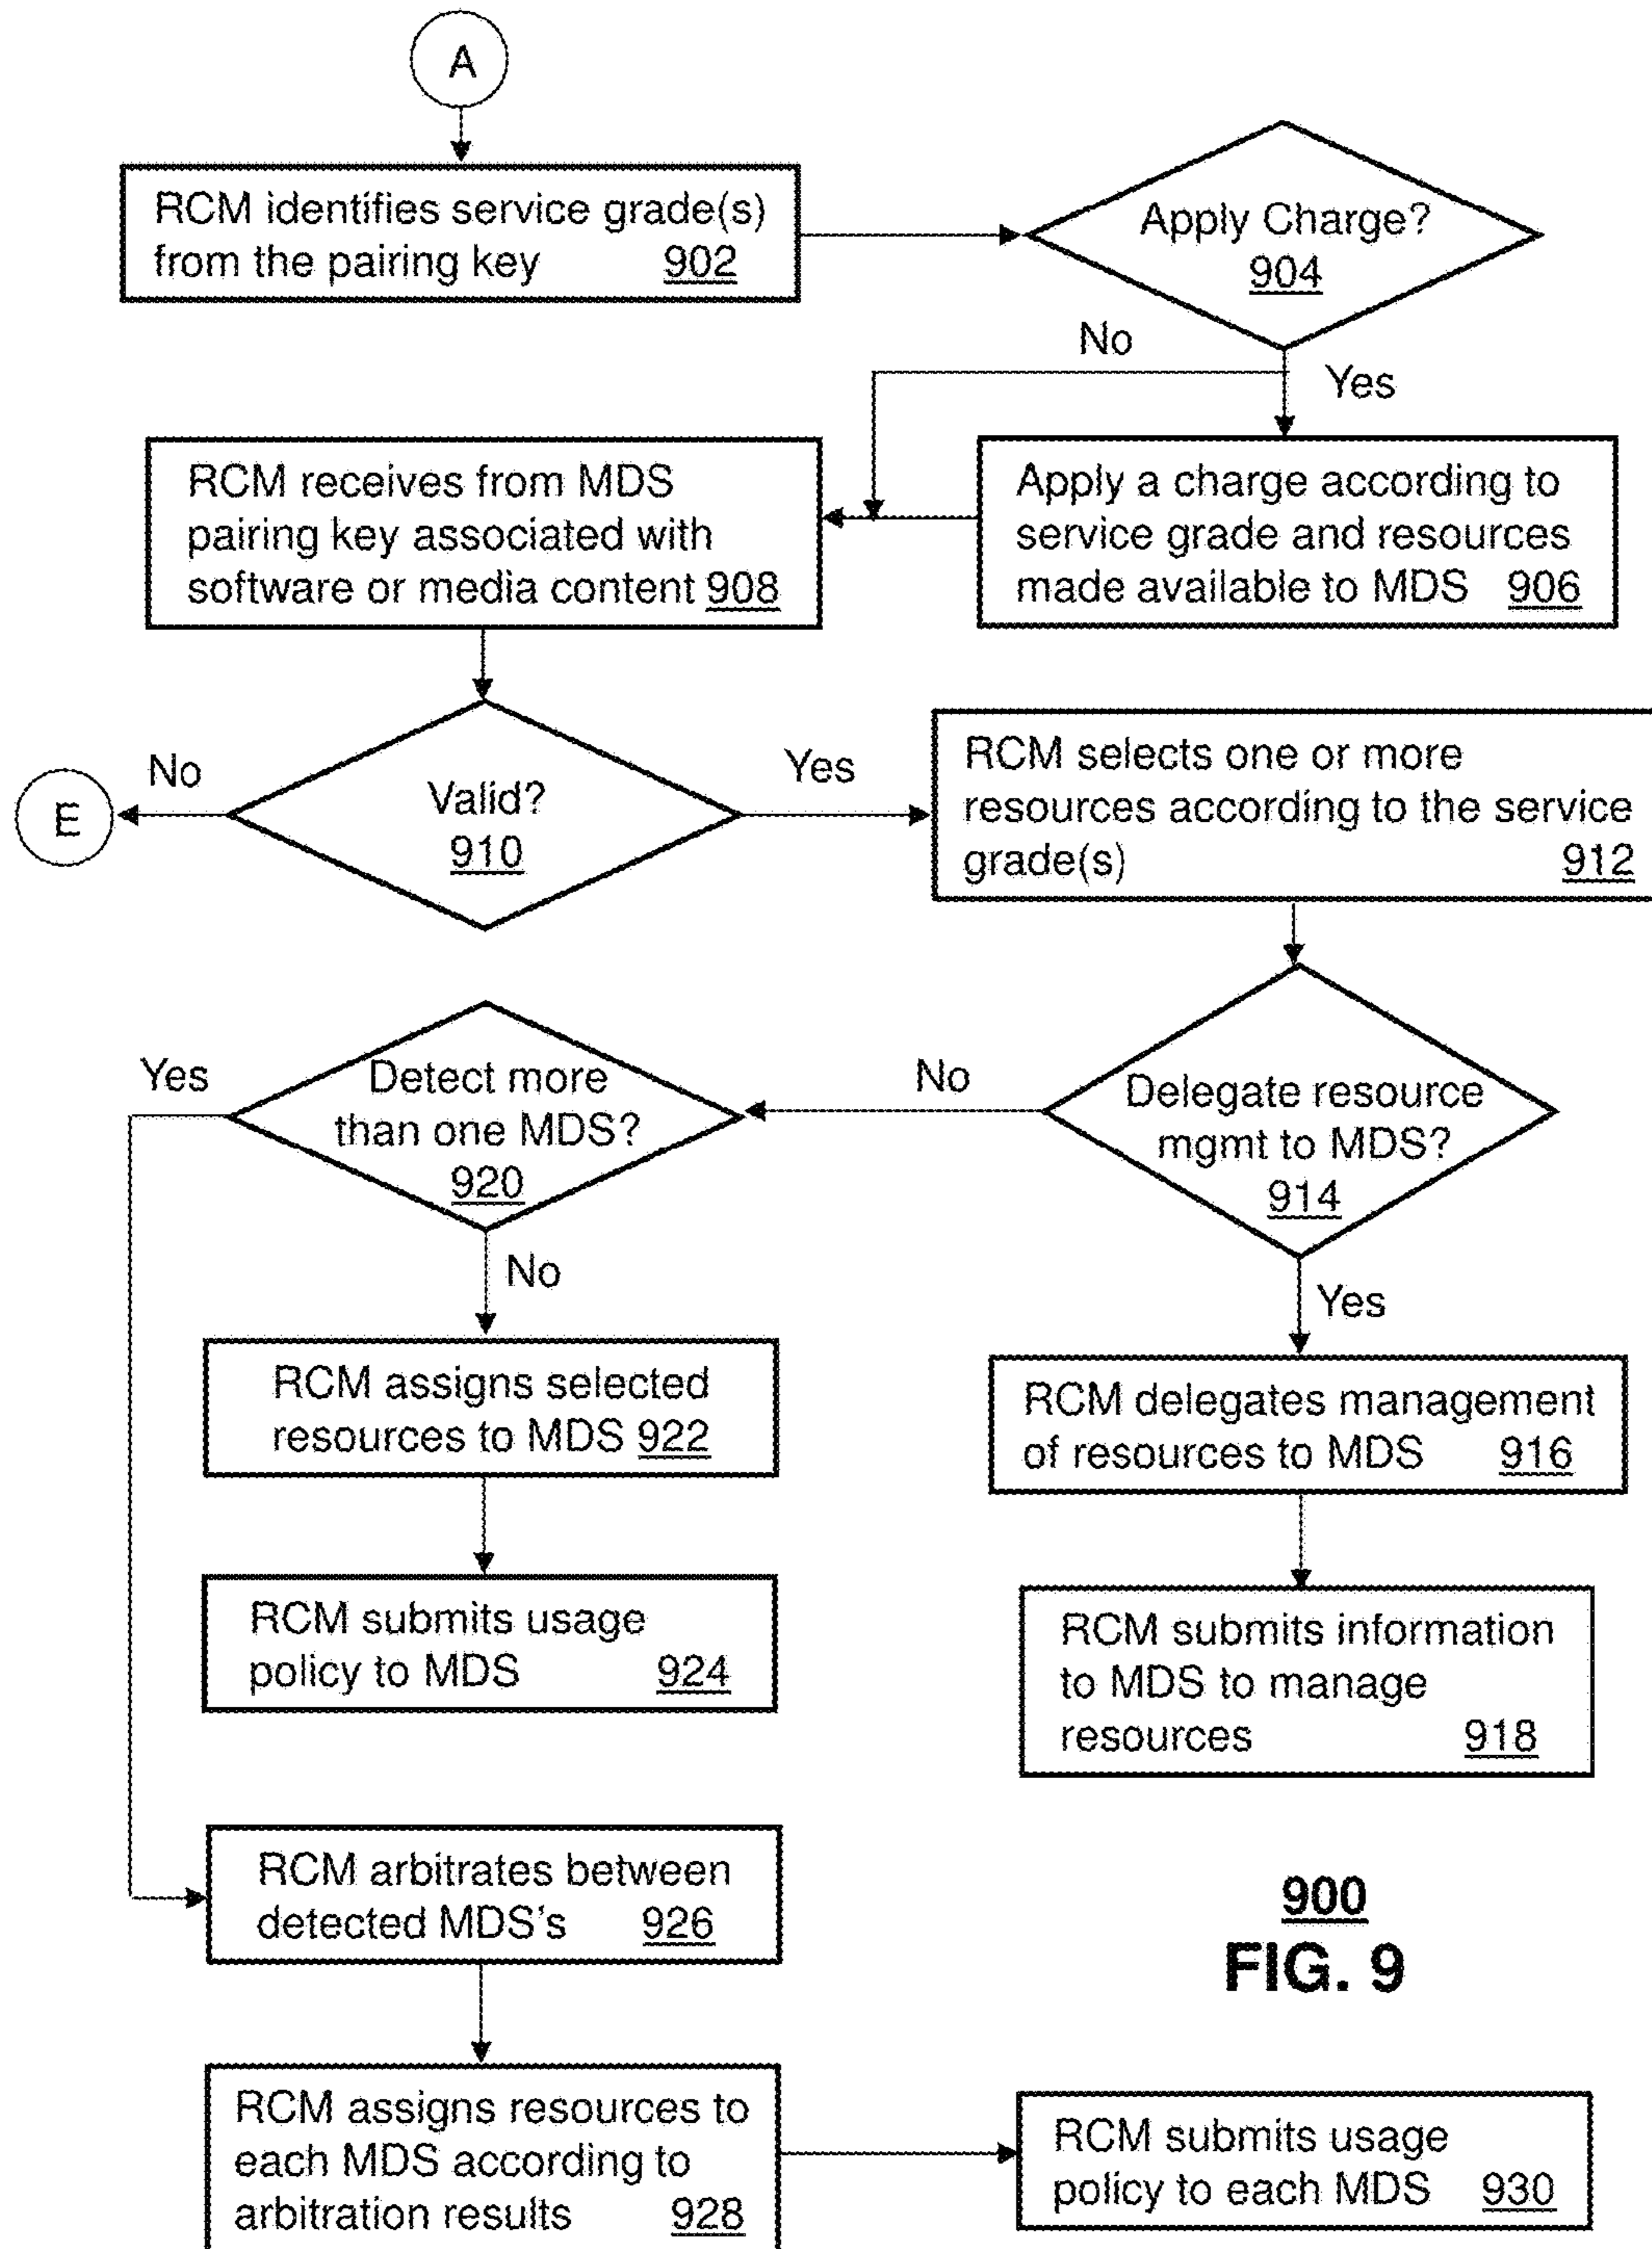 A
RCM identifies service grade(s)
from the pairing key 902
Apply Charge?
904
No
Yes
RCM receives from MDS
pairing key associated with
software or media content 908
Apply a charge according to
service grade and resources
made available to MDS 906
No
E
Valid?
910
Yes
RCM selects one or more
resources according to the service
grade(s) 912
Yes
Detect more
than one MDS?
920
No
Delegate resource
mgmt to MDS?
914
No
Yes
RCM assigns selected
resources to MDS 922
RCM delegates management
of resources to MDS 916
RCM submits usage
policy to MDS 924
RCM submits information
to MDS to manage
resources 918
RCM arbitrates between
detected MDS's 926
900
FIG. 9
RCM assigns resources to
each MDS according to
arbitration results 928
RCM submits usage
policy to each MDS 930